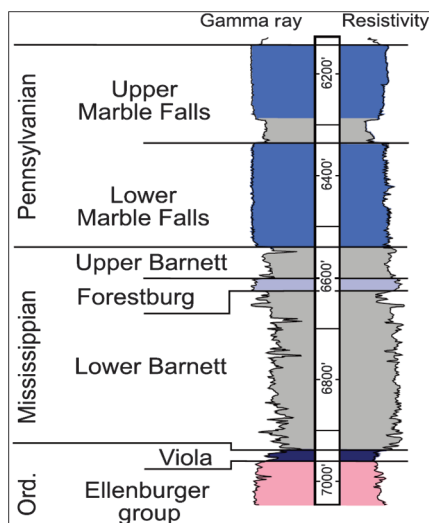 Gamma ray Resistivity
Pennsylvanian
Upper
Marble Falls
Lower
Marble Falls
Mississippian
Upper Barnett
Forestburg
Lower Barnett
Ord.
Viola
Ellenburger
group
6200'
6400'
6600'
6800'
7000'